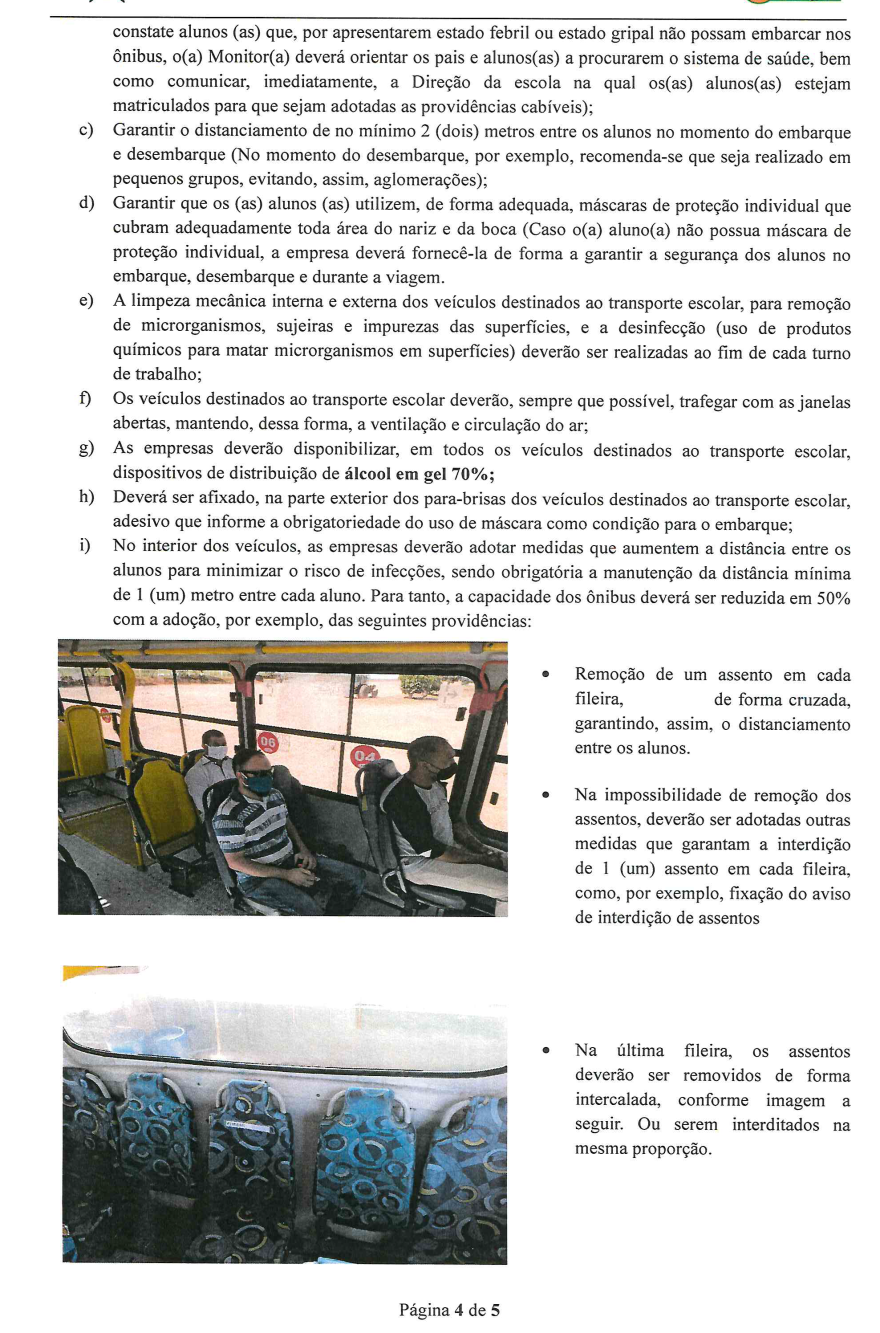 constate alunos (as) que, por apresentarem estado febril ou estado gripal não possam embarcar nos
ônibus, o(a) Monitor(a) deverá orientar os pais e alunos(as) a procurarem o sistema de saúde, bem
como comunicar, imediatamente, a Direção da escola na qual os(as) alunos(as) estejam
matriculados para que sejam adotadas as providências cabíveis);
c) Garantir o distanciamento de no mínimo 2 (dois) metros entre os alunos no momento do embarque
e desembarque (No momento do desembarque, por exemplo, recomenda-se que seja realizado em
pequenos grupos, evitando, assim, aglomerações);
d) Garantir que os (as) alunos (as) utilizem, de forma adequada, máscaras de proteção individual que
cubram adequadamente toda área do nariz e da boca (Caso o(a) aluno(a) não possua máscara de
proteção individual, a empresa deverá fornecê-la de forma a garantir a segurança dos alunos no
embarque, desembarque e durante a viagem.
e) A limpeza mecânica interna e externa dos veículos destinados ao transporte escolar, para remoção
de microrganismos, sujeiras e impurezas das superfícies, e a desinfecção (uso de produtos
químicos para matar microrganismos em superfícies) deverão ser realizadas ao fim de cada turno
de trabalho;
f) Os veículos destinados ao transporte escolar deverão, sempre que possível, trafegar com as janelas
abertas, mantendo, dessa forma, a ventilação e circulação do ar;
g) As empresas deverão disponibilizar, em todos os veículos destinados ao transporte escolar,
dispositivos de distribuição de álcool em gel 70%;
h) Deverá ser afixado, na parte exterior dos para-brisas dos veículos destinados ao transporte escolar,
adesivo que informe a obrigatoriedade do uso de máscara como condição para o embarque;
i) No interior dos veículos, as empresas deverão adotar medidas que aumentem a distância entre os
alunos para minimizar o risco de infecções, sendo obrigatória a manutenção da distância mínima
de 1 (um) metro entre cada aluno. Para tanto, a capacidade dos ônibus deverá ser reduzida em 50%
com a adoção, por exemplo, das seguintes providências:
06
04
• Remoção de um assento em cada
fileira, de forma cruzada,
garantindo, assim, o distanciamento
entre os alunos.
• Na impossibilidade de remoção dos
assentos, deverão ser adotadas outras
medidas que garantam a interdição
de 1 (um) assento em cada fileira,
como, por exemplo, fixação do aviso
de interdição de assentos
• Na última fileira, os assentos
deverão ser removidos de forma
intercalada, conforme imagem a
seguir. Ou serem interditados na
mesma proporção.
Página 4 de 5